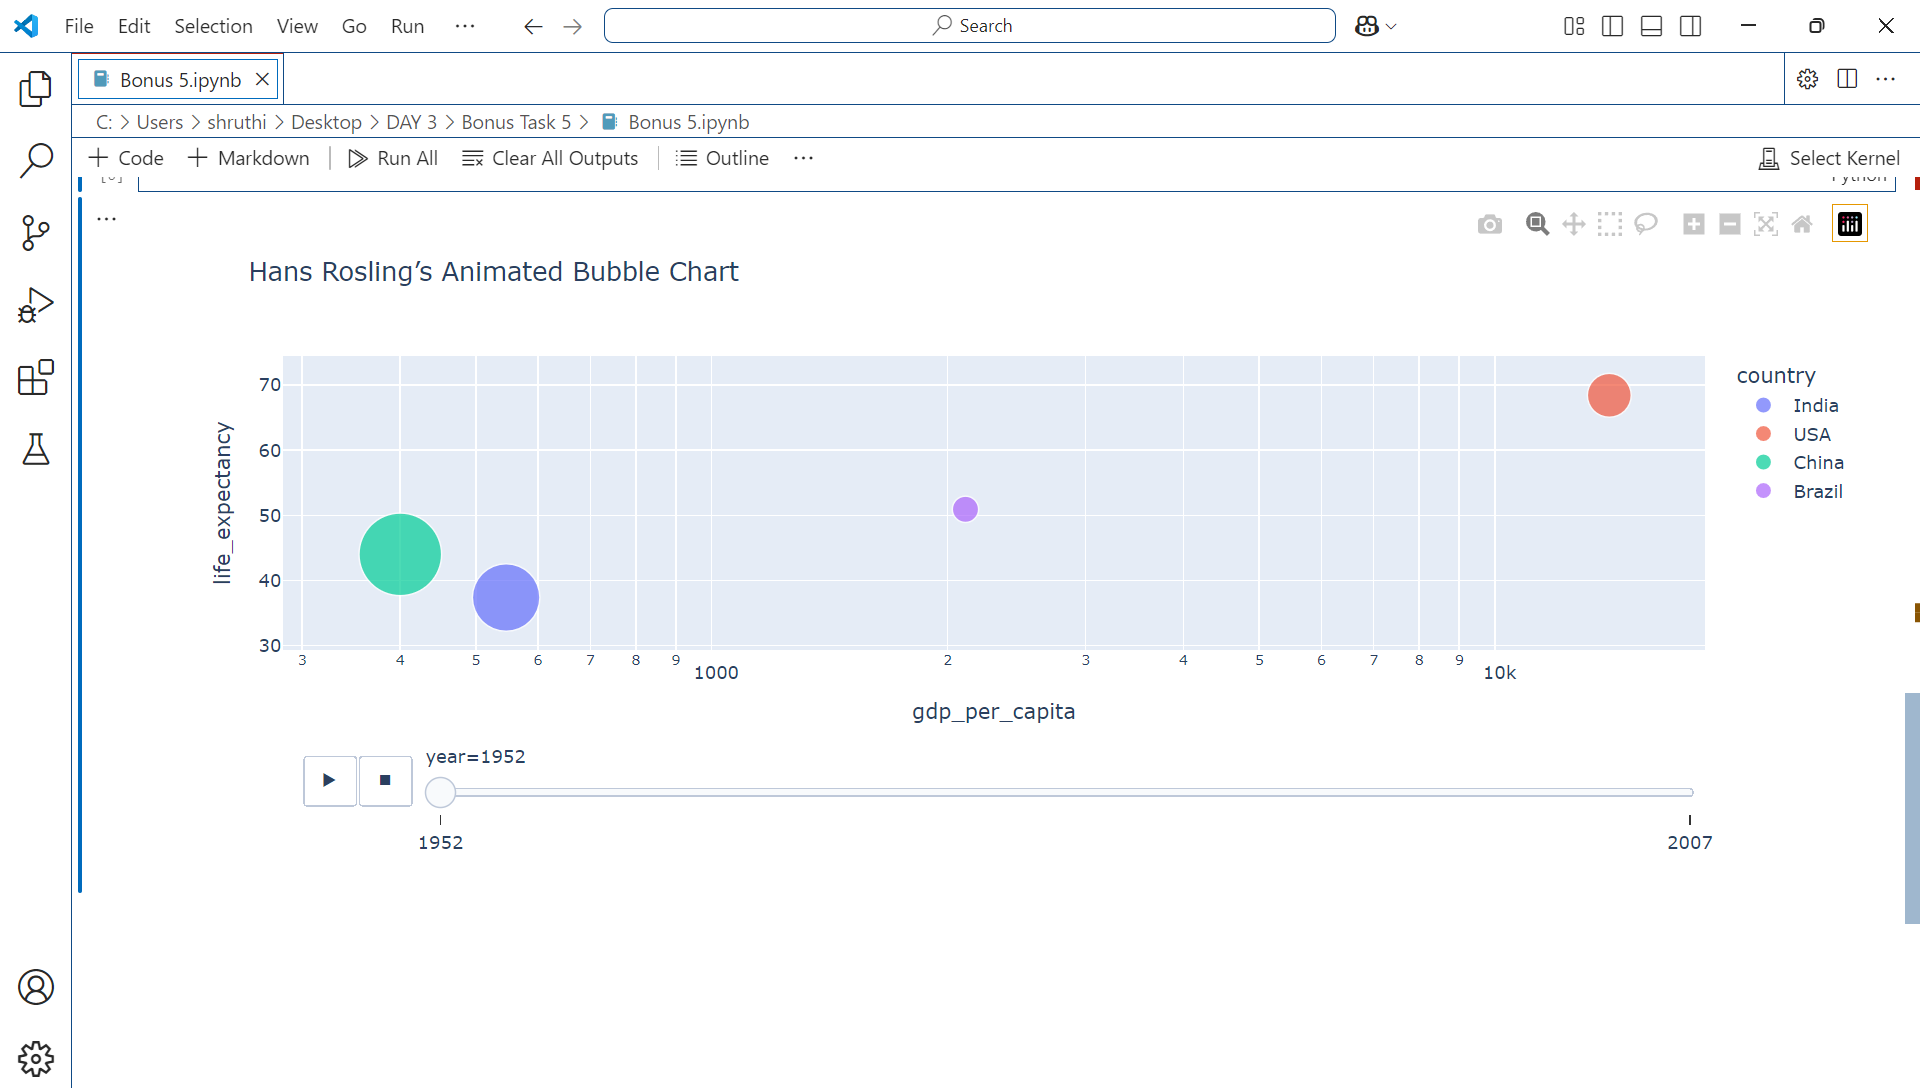 File Edit Selection View Go Run ··· Search
Bonus 5.ipynb
C: > Users > shruthi > Desktop > DAY 3 > Bonus Task 5 > Bonus 5.ipynb
+ Code + Markdown Run All Clear All Outputs Outline ··· Select Kernel
Python
Hans Rosling’s Animated Bubble Chart
country
India
USA
China
Brazil
life_expectancy
70
60
50
40
30
3 4 5 6 7 8 9 1000 2 3 4 5 6 7 8 9 10k
gdp_per_capita
year=1952
1952 2007